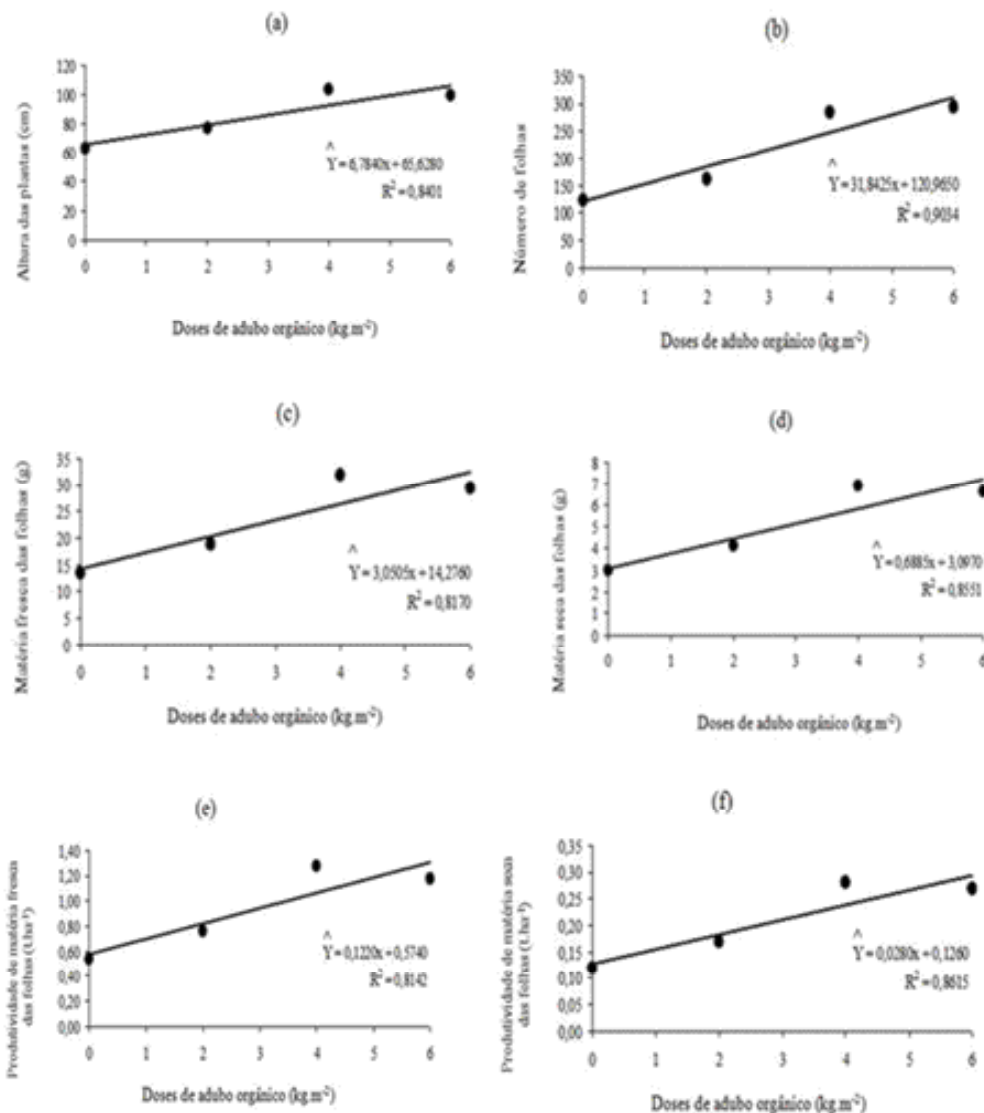 (a)
Altura das plantas (cm)
120
100
80
60
40
20
0
Ŷ = 6,7840x + 65,6280
R² = 0,8401
0 1 2 3 4 5 6
Doses de adubo orgânico (kg.m⁻²)
(b)
Número de folhas
350
300
250
200
150
100
50
0
Ŷ = 31,8425x + 120,9650
R² = 0,9034
0 1 2 3 4 5 6
Doses de adubo orgânico (kg.m⁻²)
(c)
Matéria fresca das folhas (g)
35
30
25
20
15
10
5
0
Ŷ = 3,0505x + 14,2760
R² = 0,8170
0 1 2 3 4 5 6
Doses de adubo orgânico (kg.m⁻²)
(d)
Matéria seca das folhas (g)
8
7
6
5
4
3
2
1
0
Ŷ = 0,6885x + 3,0970
R² = 0,8551
0 1 2 3 4 5 6
Doses de adubo orgânico (kg.m⁻²)
(e)
Produtividade de matéria fresca
das folhas (t.ha⁻¹)
1,40
1,20
1,00
0,80
0,60
0,40
0,20
0,00
Ŷ = 0,1220x + 0,5740
R² = 0,8142
0 1 2 3 4 5 6
Doses de adubo orgânico (kg.m⁻²)
(f)
Produtividade de matéria seca
das folhas (t.ha⁻¹)
0,35
0,30
0,25
0,20
0,15
0,10
0,05
0,00
Ŷ = 0,0280x + 0,1260
R² = 0,8615
0 1 2 3 4 5 6
Doses de adubo orgânico (kg.m⁻²)